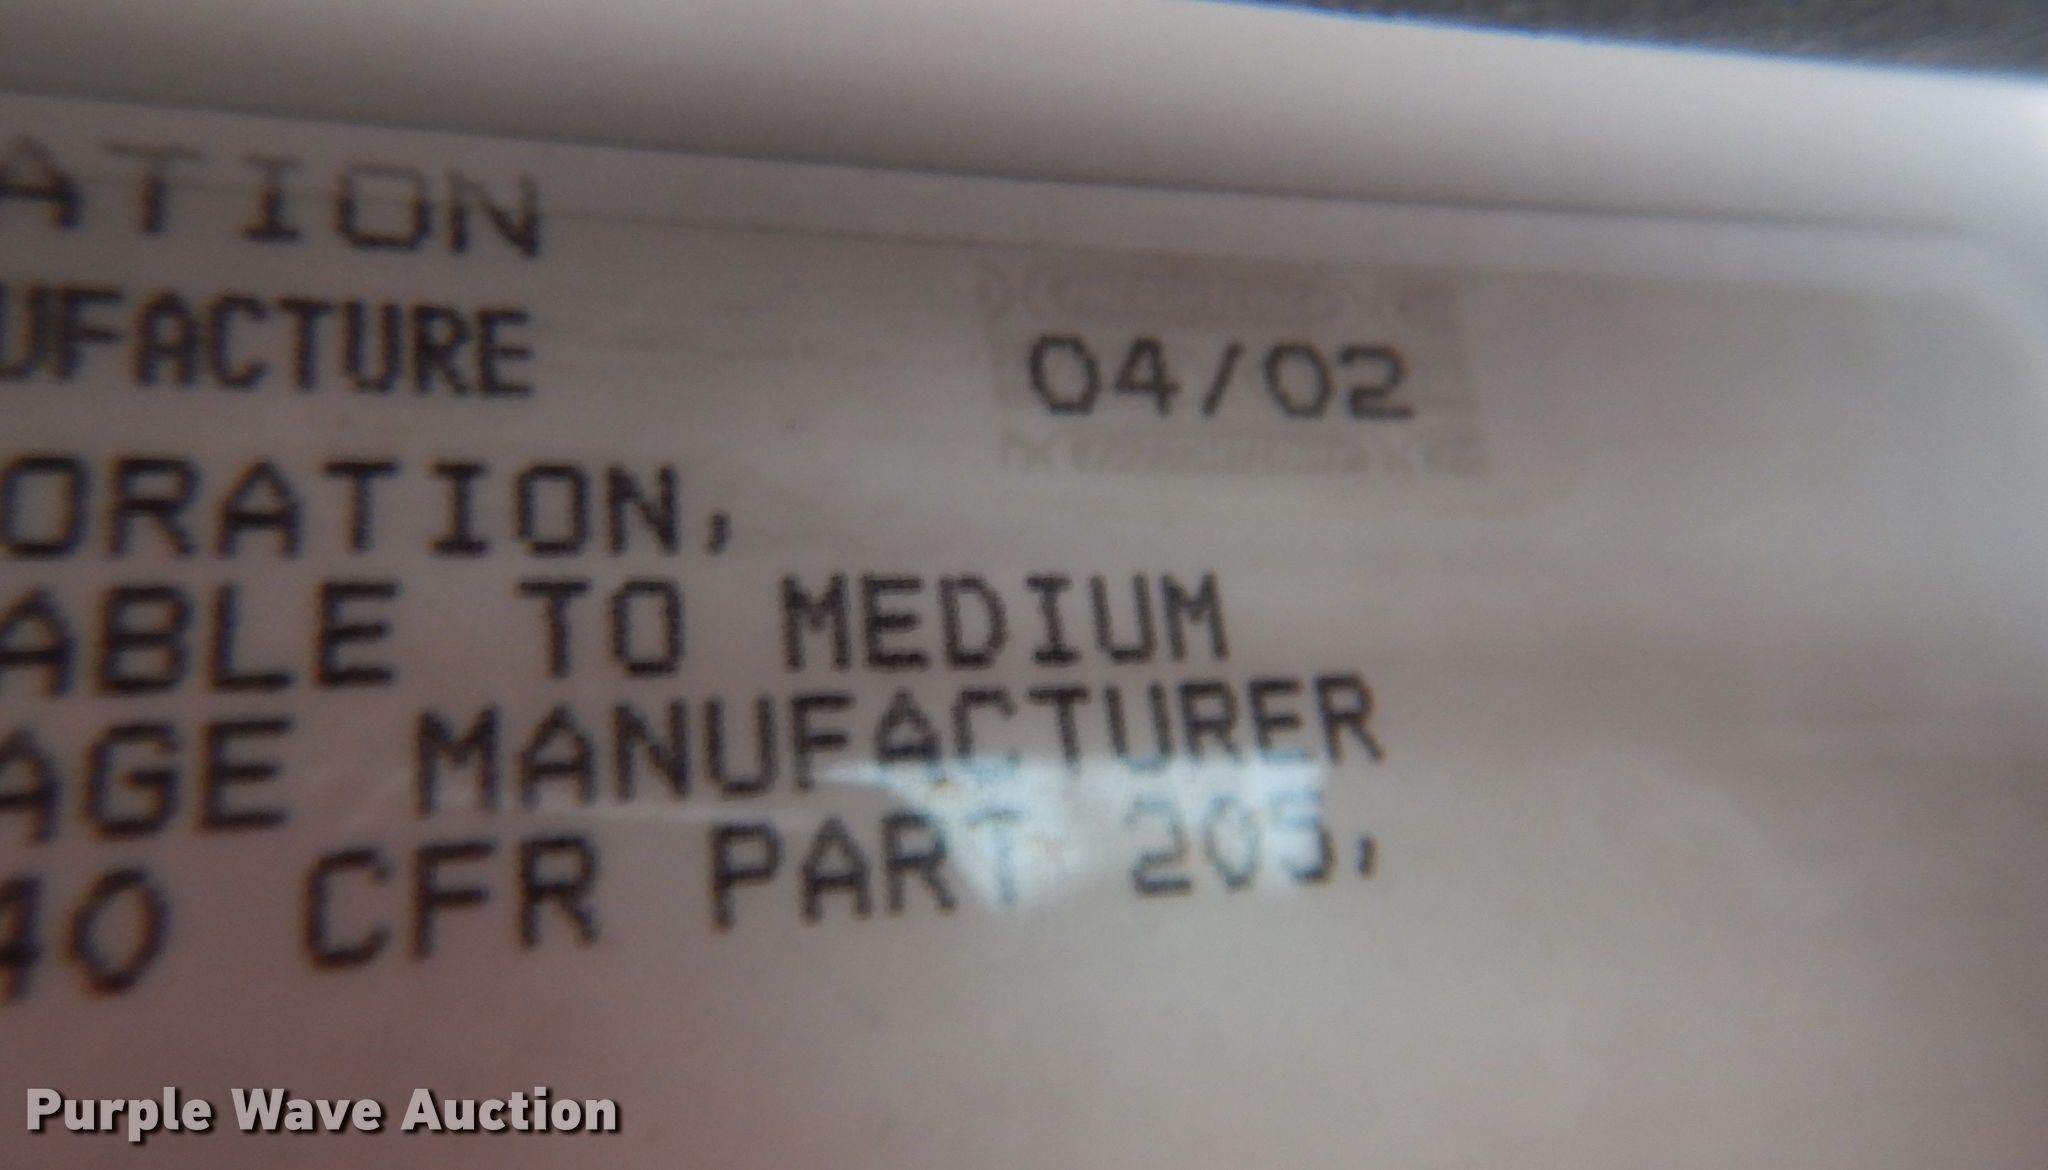 ATION
UFACTURE 04/02
ORATION,
ABLE TO MEDIUM
AGE MANUFACTURER
40 CFR PART 205.
Purple Wave Auction